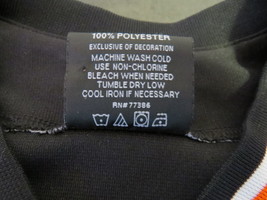 100% POLYESTER
EXCLUSIVE OF DECORATION
MACHINE WASH COLD
USE NON-CHLORINE
BLEACH WHEN NEEDED
TUMBLE DRY LOW
COOL IRON IF NECESSARY
RN# 77386